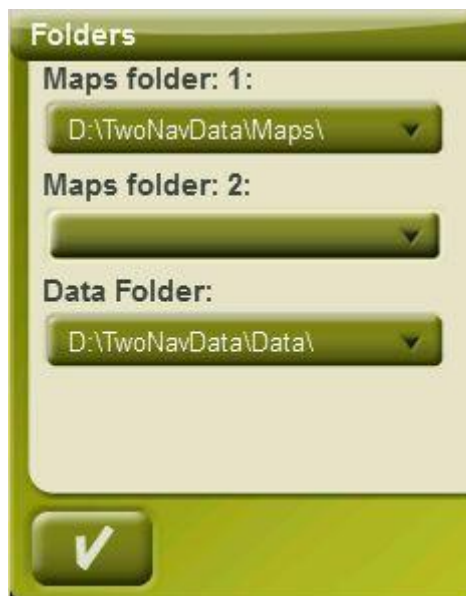 Folders
Maps folder: 1:
D:\TwoNavData\Maps\
Maps folder: 2:
Data Folder:
D:\TwoNavData\Data\